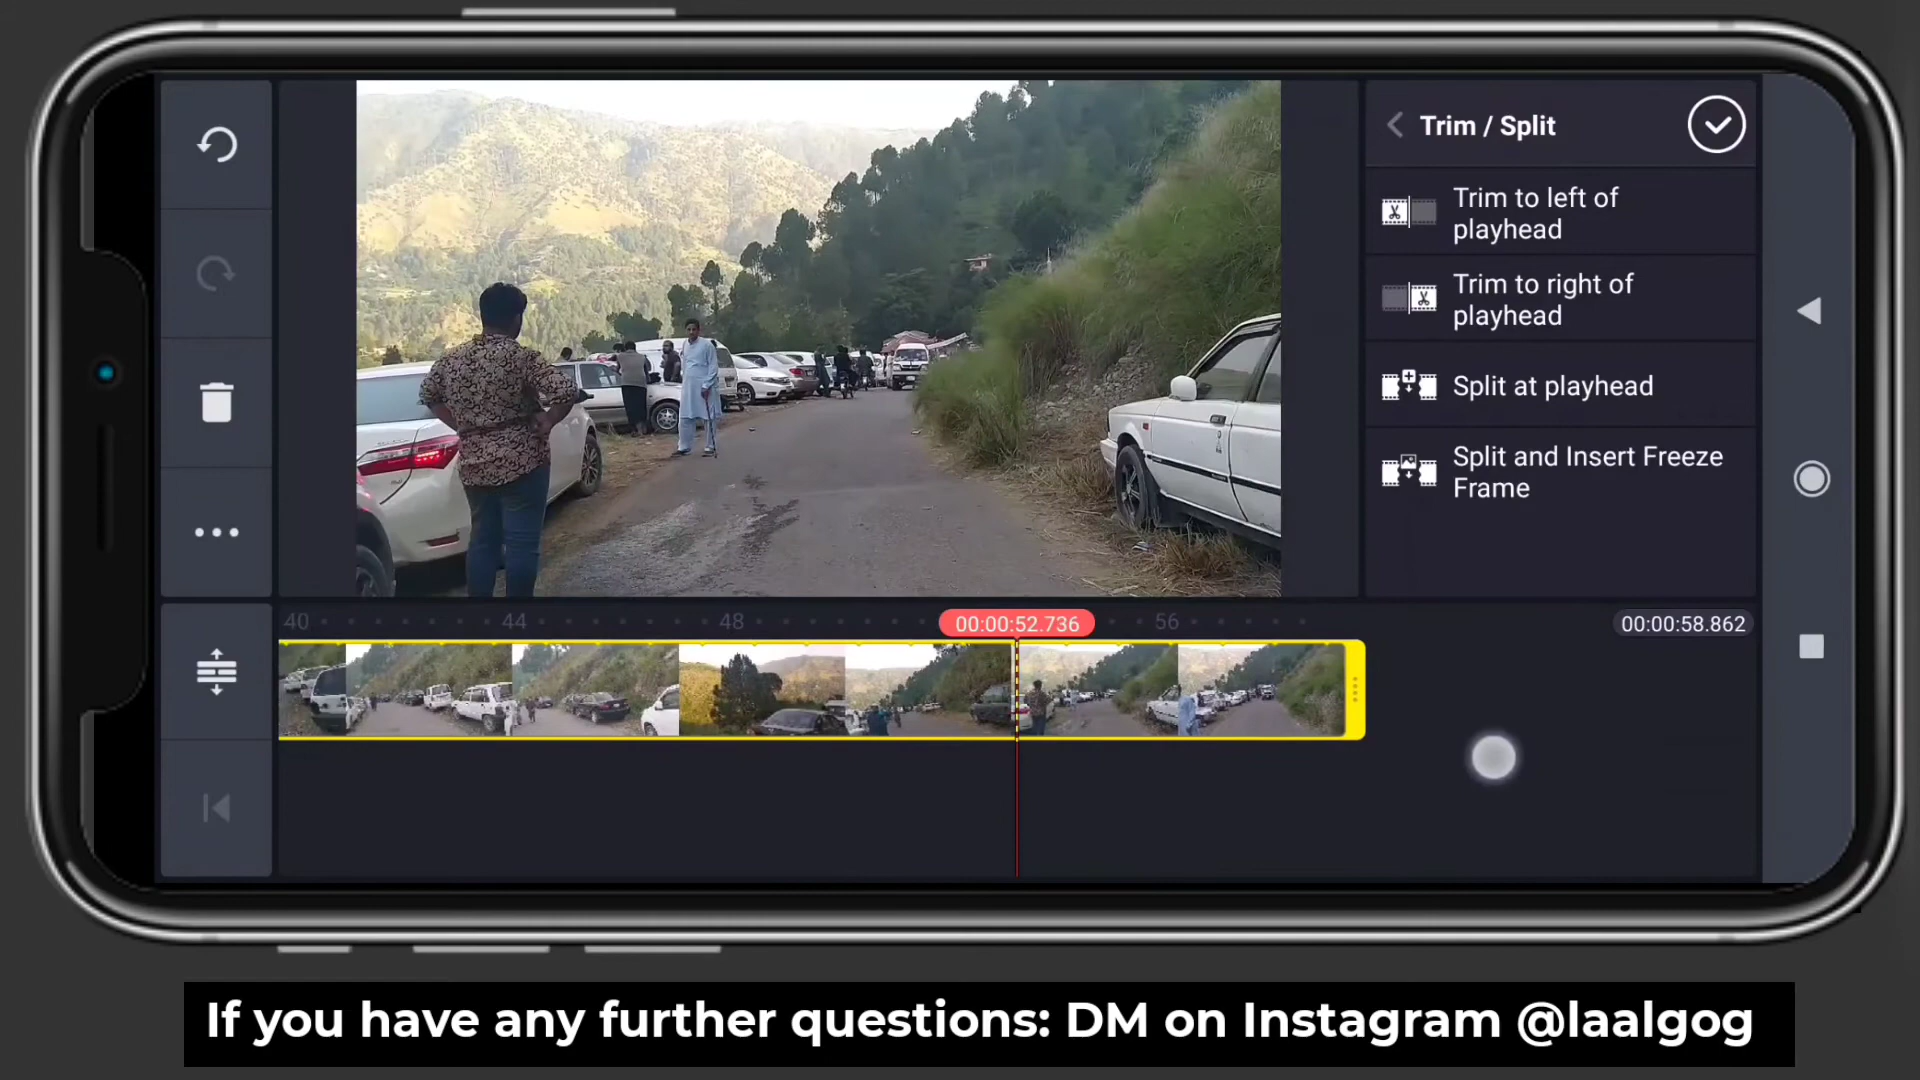 Trim / Split
Trim to left of
playhead
Trim to right of
playhead
Split at playhead
Split and Insert Freeze
Frame
40
44
48
00:00:52.736
56
00:00:58.862
If you have any further questions: DM on Instagram @laalgog